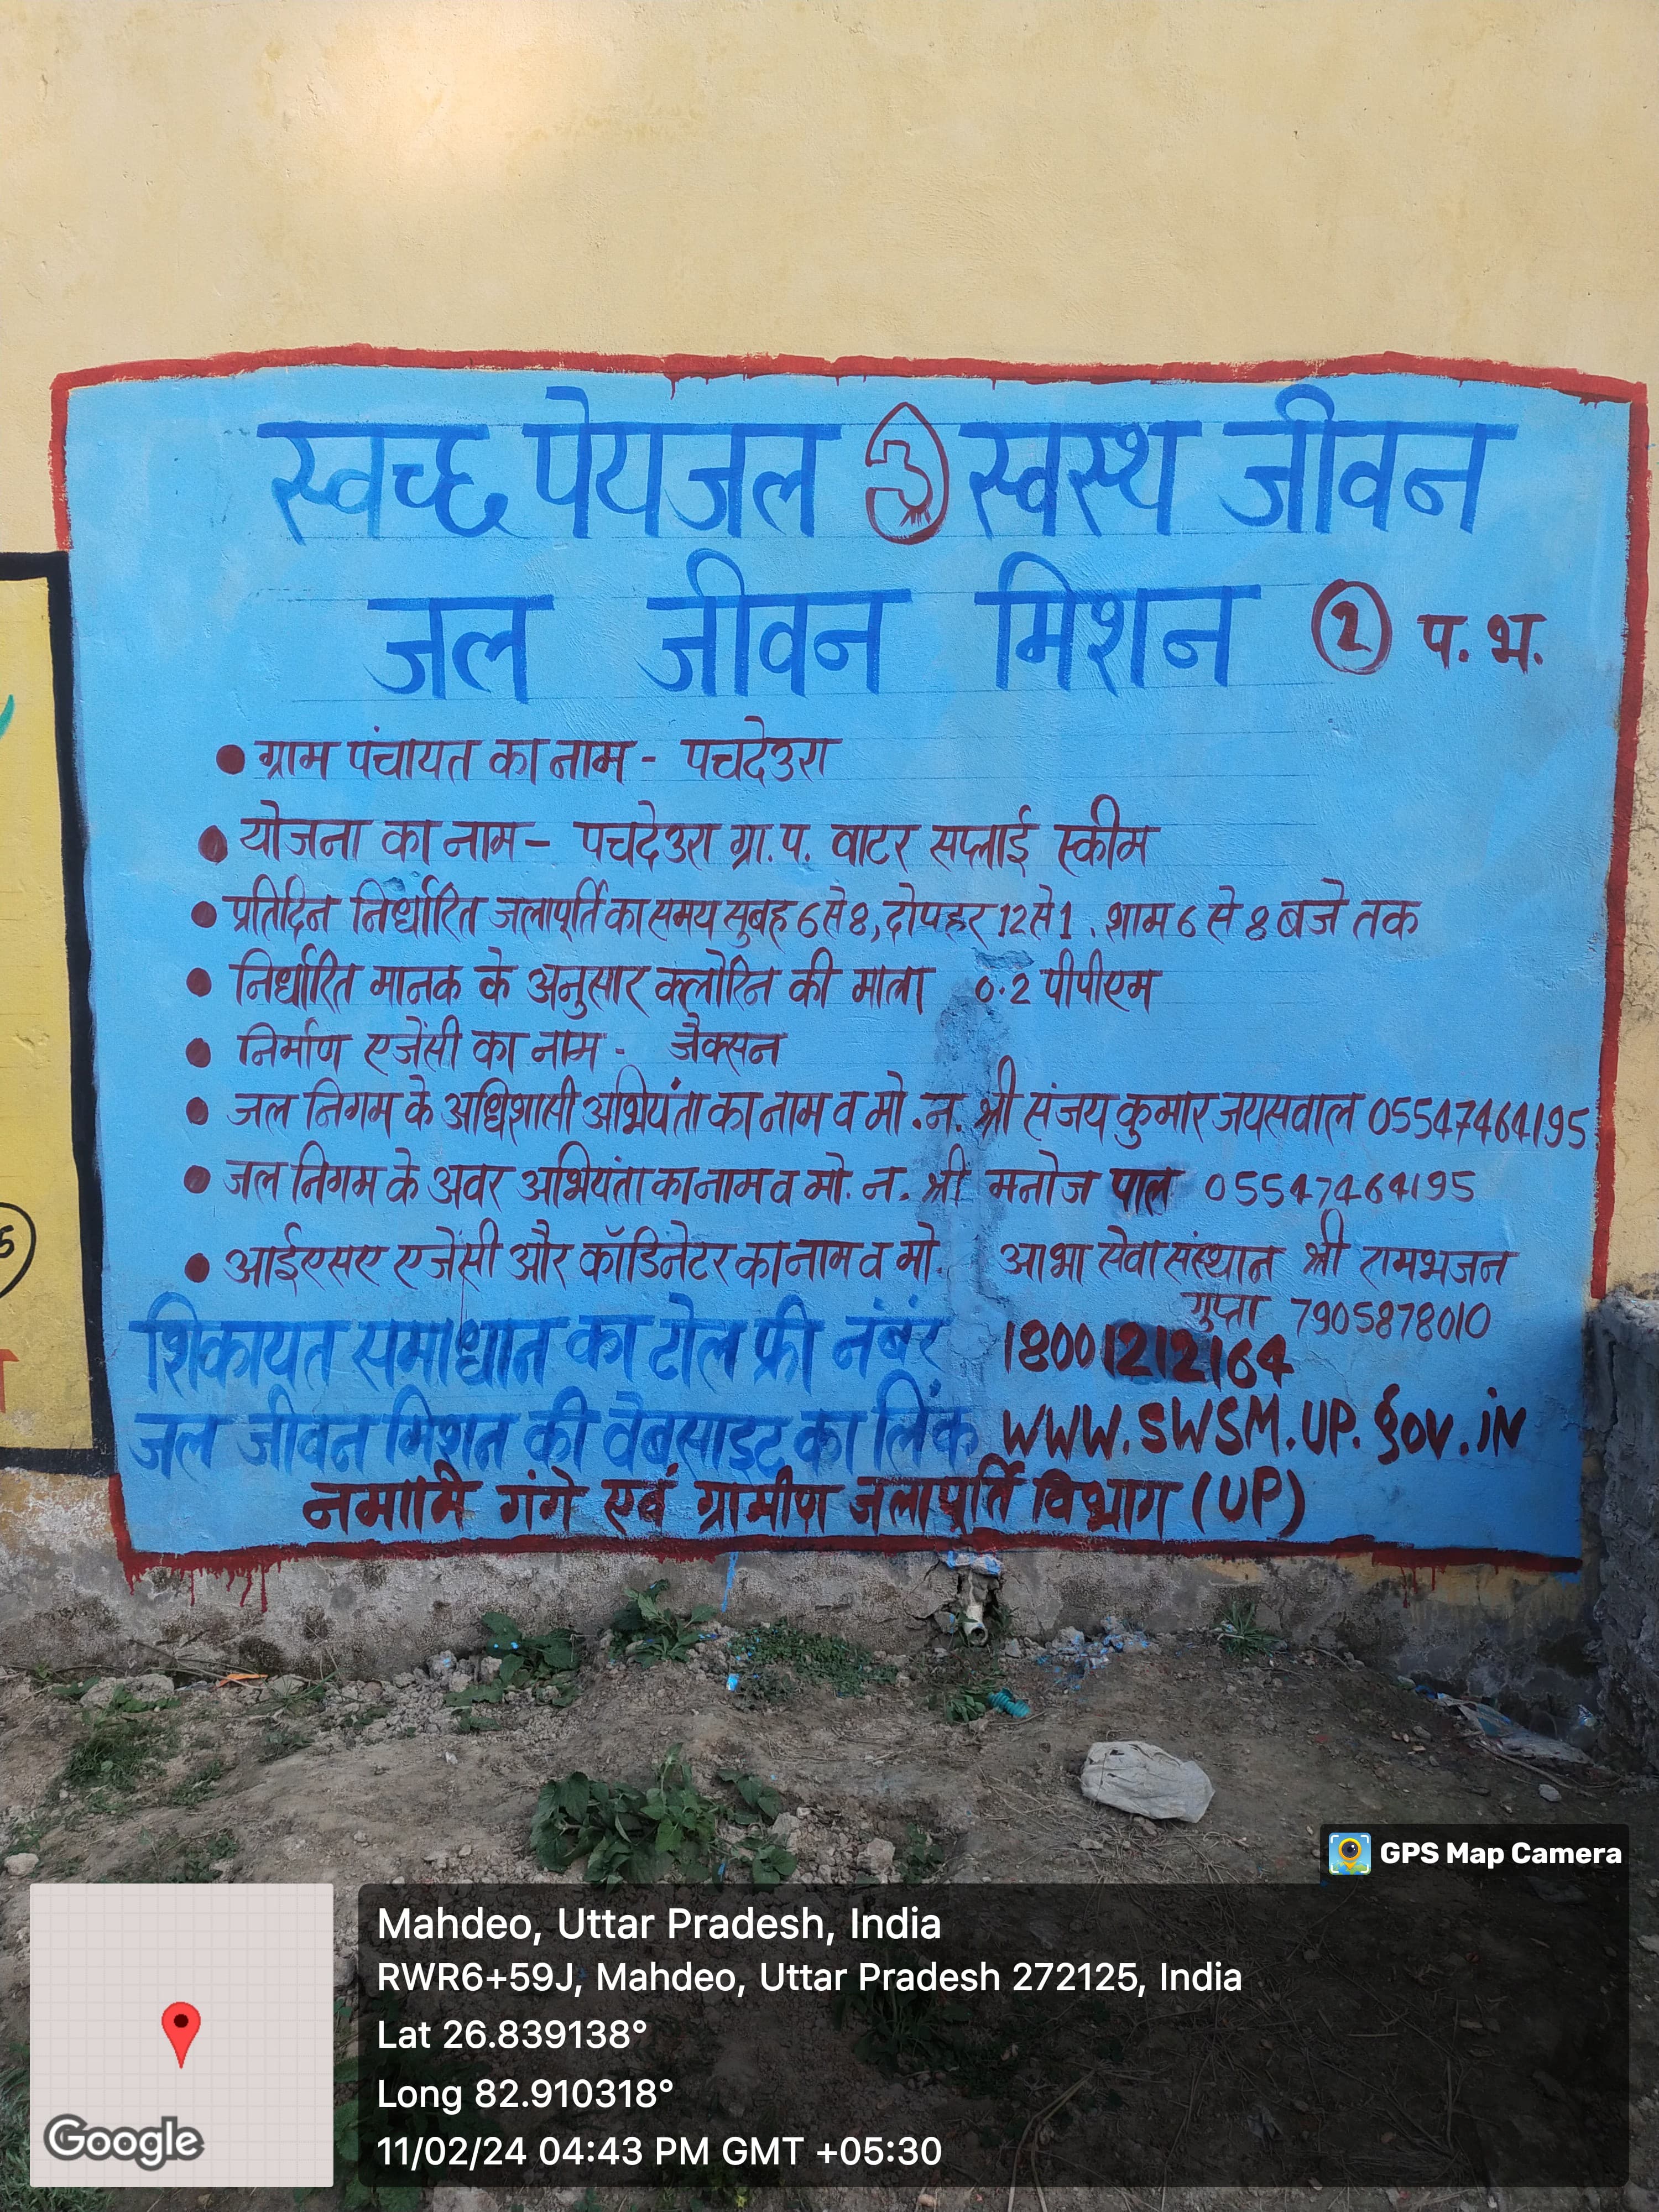 स्वच्छ पेयजल स्वस्थ जीवन
जल जीवन मिशन 2 प. भ.
• ग्राम पंचायत का नाम - पचदेउरा
• योजना का नाम - पचदेउरा ग्रा.प. वाटर सप्लाई स्कीम
• प्रतिदिन निर्धारित जलापूर्ति का समय सुबह 6 से 8, दोपहर 12 से 1. शाम 6 से 8 बजे तक
• निर्धारित मानक के अनुसार क्लोरिन की मात्रा 0.2 पीपीएम
• निर्माण एजेंसी का नाम - जैक्सन
• जल निगम के अधिशासी अभियंता का नाम व मो. न. श्री संजय कुमार जयसवाल 05547464195
• जल निगम के अवर अभियंता का नाम व मो. न. श्री मनोज पाल 05547464195
• आईएसए एजेंसी और कॉडिनेटर का नाम व मो. आभा सेवा संस्थान श्री रामभजन
गुप्ता 7905878010
शिकायत समाधान का टोल फ्री नंबंर 18001212164
जल जीवन मिशन की वेबसाइट का लिंक WWW.SWSM.UP.gov.iN
नमामि गंगे एवं ग्रामीण जलापूर्ति विभाग (UP)
5
GPS Map Camera
Mahdeo, Uttar Pradesh, India
RWR6+59J, Mahdeo, Uttar Pradesh 272125, India
Lat 26.839138°
Long 82.910318°
11/02/24 04:43 PM GMT +05:30
Google